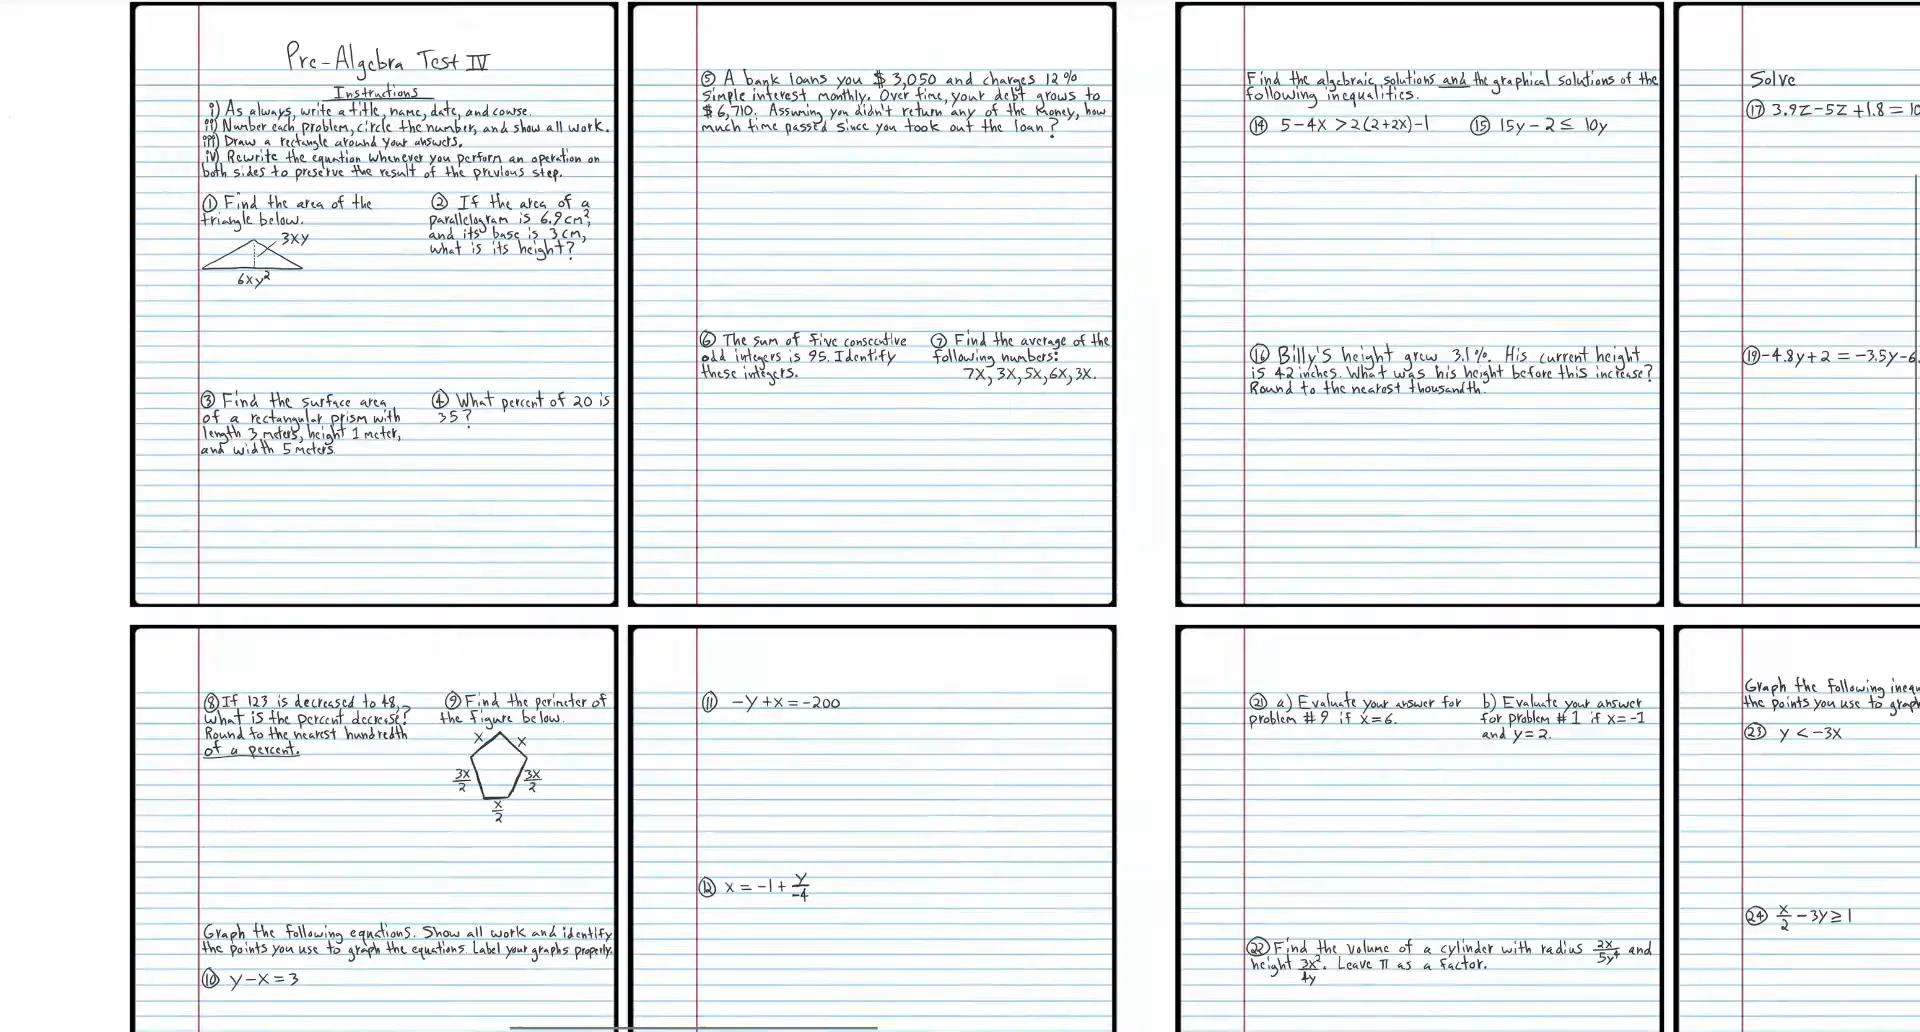 Pre-Algebra Test IV
Instructions
i) As always, write a title, name, date, and course.
ii) Number each problem, circle the number, and show all work.
iii) Draw a rectangle around your answers.
iv) Rewrite the equation whenever you perform an operation on
both sides to preserve the result of the previous step.
① Find the area of the
triangle below.
3xy
6xy²
② If the area of a
parallelogram is 6.9 cm²,
and its base is 3 cm,
what is its height?
③ Find the surface area
of a rectangular prism with
length 3 meters, height 1 meter,
and width 5 meters.
④ What percent of 20 is
35?
⑤ A bank loans you $3,050 and charges 12%
simple interest monthly. Over time, your debt grows to
$6,710. Assuming you didn't return any of the money, how
much time passed since you took out the loan?
⑥ The sum of five consecutive
odd integers is 95. Identify
these integers.
⑦ Find the average of the
following numbers:
7x, 3x, 5x, 6x, 3x.
Find the algebraic solutions and the graphical solutions of the
following inequalities.
⑭ 5-4x >2(2+2x)-1
⑮ 15y-2 ≤ 10y
⑯ Billy's height grew 3.1%. His current height
is 42 inches. What was his height before this increase?
Round to the nearest thousandth.
Solve
⑰ 3.9z-5z+1.8=10
⑲ -4.8y+2=-3.5y-6
⑧ If 123 is decreased to 48,
what is the percent decrease?
Round to the nearest hundredth
of a percent.
⑨ Find the perimeter of
the figure below.
x x
3x/2 3x/2
x/2
Graph the following equations. Show all work and identify
the points you use to graph the equations. Label your graphs properly.
⑩ y-x=3
⑪ -y+x=-200
⑫ x=-1+y/-4
㉑ a) Evaluate your answer for
problem #9 if x=6.
b) Evaluate your answer
for problem #1 if x=-1
and y=2.
㉒ Find the volume of a cylinder with radius 2x/5y⁴ and
height 3x²/4y. Leave π as a factor.
Graph the following
the points you use to
㉓ y<-3x
㉔ x/2-3y≥1